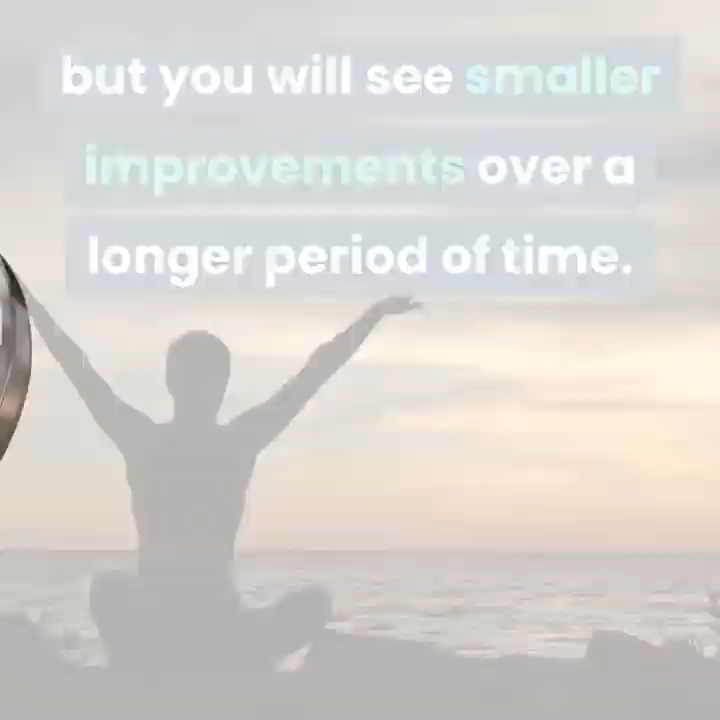 but you will see smaller
improvements over a
longer period of time.